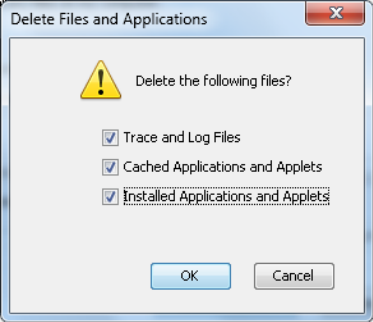 Delete Files and Applications
Delete the following files?
Trace and Log Files
Cached Applications and Applets
Installed Applications and Applets
OK
Cancel